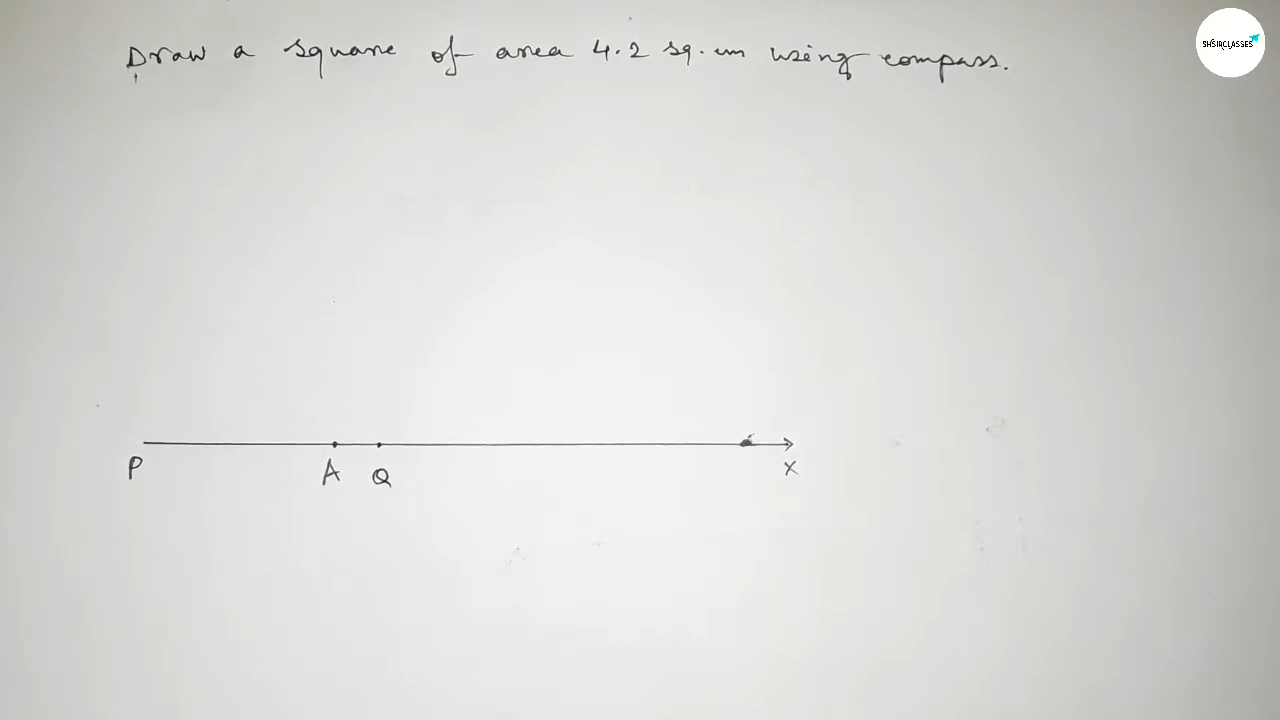 Draw a square of area 4.2 sq. cm using compass.
SHSIRCLASSES
P A Q X